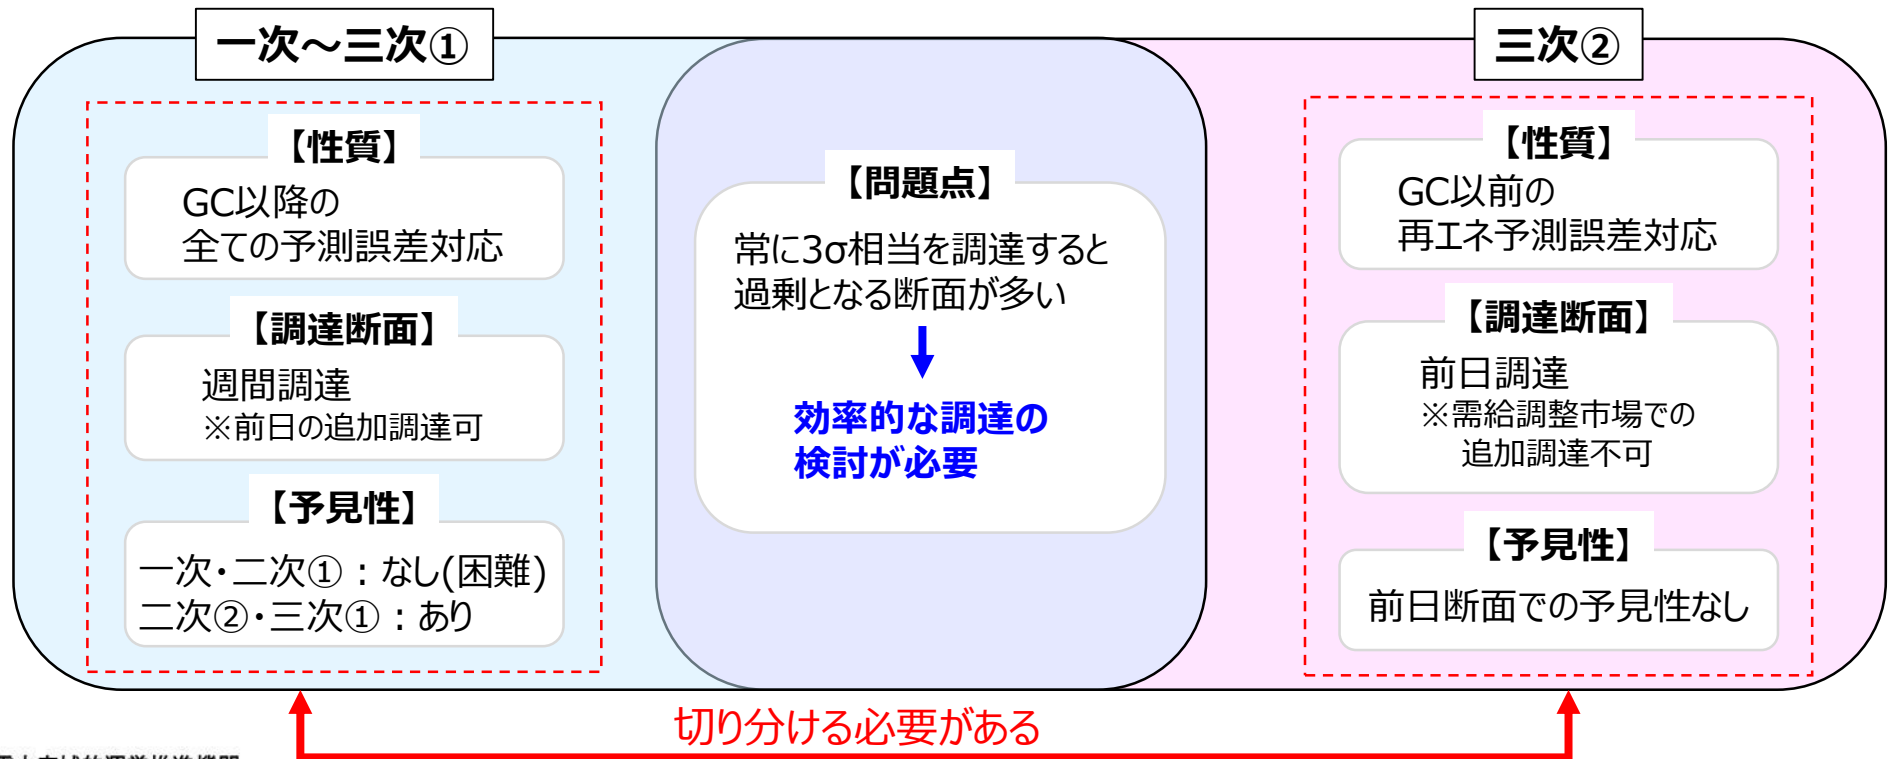 一次～三次①
【性質】
GC以降の
全ての予測誤差対応
【調達断面】
週間調達
※前日の追加調達可
【予見性】
一次・二次①：なし(困難)
二次②・三次①：あり
【問題点】
常に3σ相当を調達すると
過剰となる断面が多い
効率的な調達の
検討が必要
三次②
【性質】
GC以前の
再エネ予測誤差対応
【調達断面】
前日調達
※需給調整市場での
追加調達不可
【予見性】
前日断面での予見性なし
切り分ける必要がある